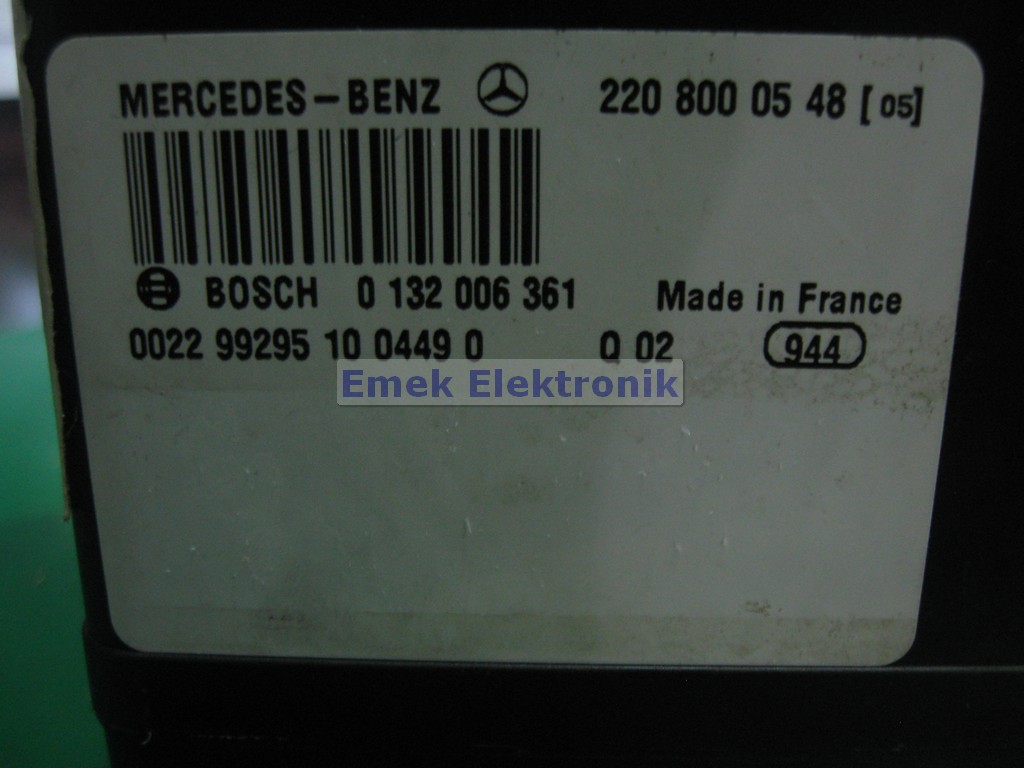 MERCEDES-BENZ 220 800 05 48 [05]
BOSCH 0 132 006 361 Made in France
0022 99295 10 0449 0 Q 02 944
Emek Elektronik